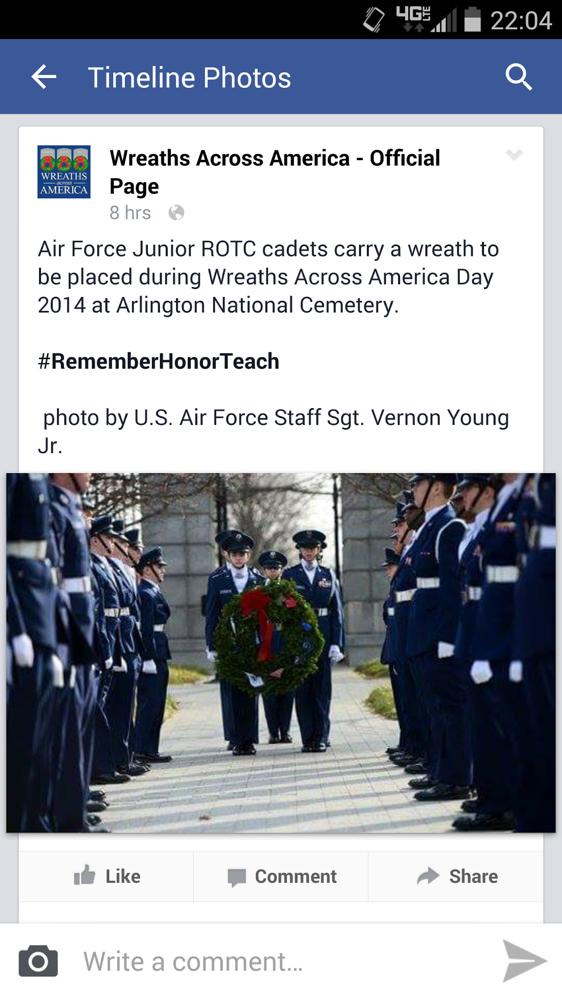 4G LTE 22:04
Timeline Photos
WREATHS
across
AMERICA
Wreaths Across America - Official
Page
8 hrs
Air Force Junior ROTC cadets carry a wreath to
be placed during Wreaths Across America Day
2014 at Arlington National Cemetery.
#RememberHonorTeach
photo by U.S. Air Force Staff Sgt. Vernon Young
Jr.
Like Comment Share
Write a comment...